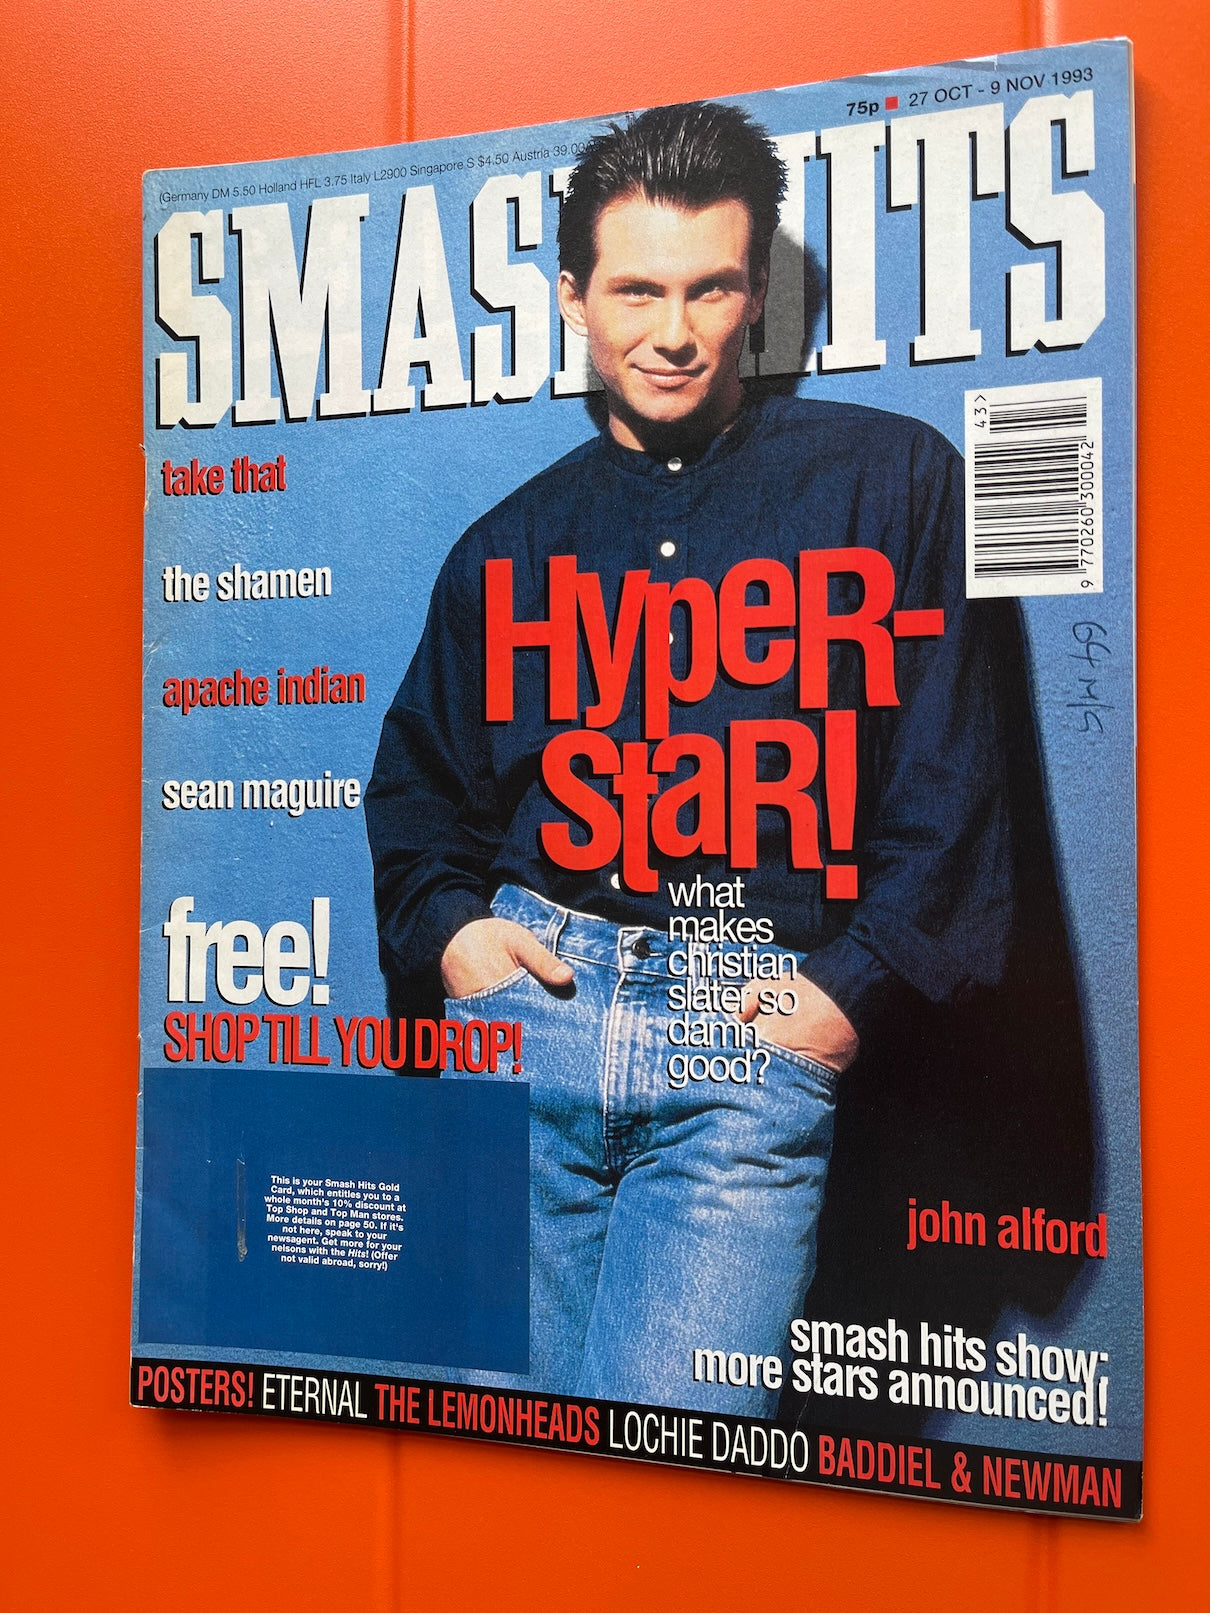 75p ■ 27 OCT - 9 NOV 1993
(Germany DM 5.50 Holland HFL 3.75 Italy L2900 Singapore S $4.50 Austria 39.00
SMASH HITS
43>
9 770260 300042
take that
the shamen
apache indian
sean maguire
HypeR-
StaR!
what
makes
christian
slater so
damn
good?
free!
SHOP TILL YOU DROP!
This is your Smash Hits Gold
Card, which entitles you to a
whole month's 10% discount at
Top Shop and Top Man stores.
More details on page 50. If it's
not here, speak to your
newsagent. Get more for your
nelsons with the Hits! (Offer
not valid abroad, sorry!)
john alford
smash hits show:
more stars announced!
POSTERS! ETERNAL THE LEMONHEADS LOCHIE DADDO BADDIEL & NEWMAN